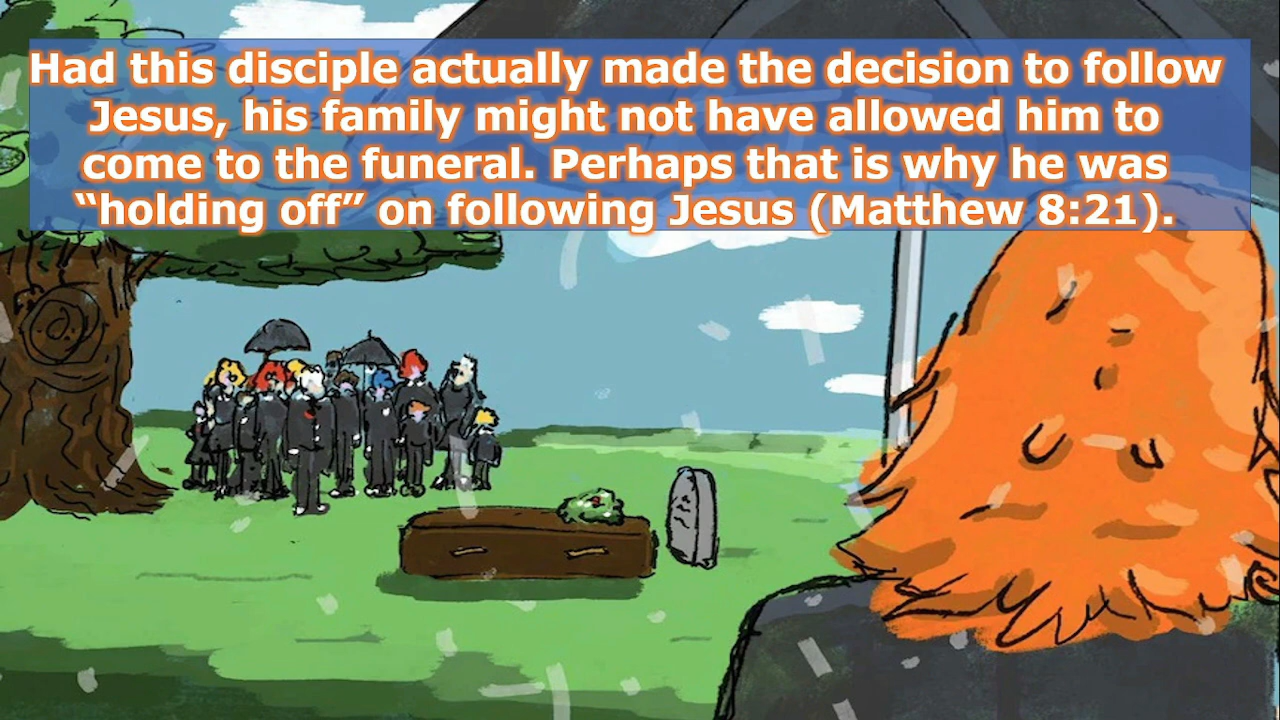 Had this disciple actually made the decision to follow
Jesus, his family might not have allowed him to
come to the funeral. Perhaps that is why he was
“holding off” on following Jesus (Matthew 8:21).